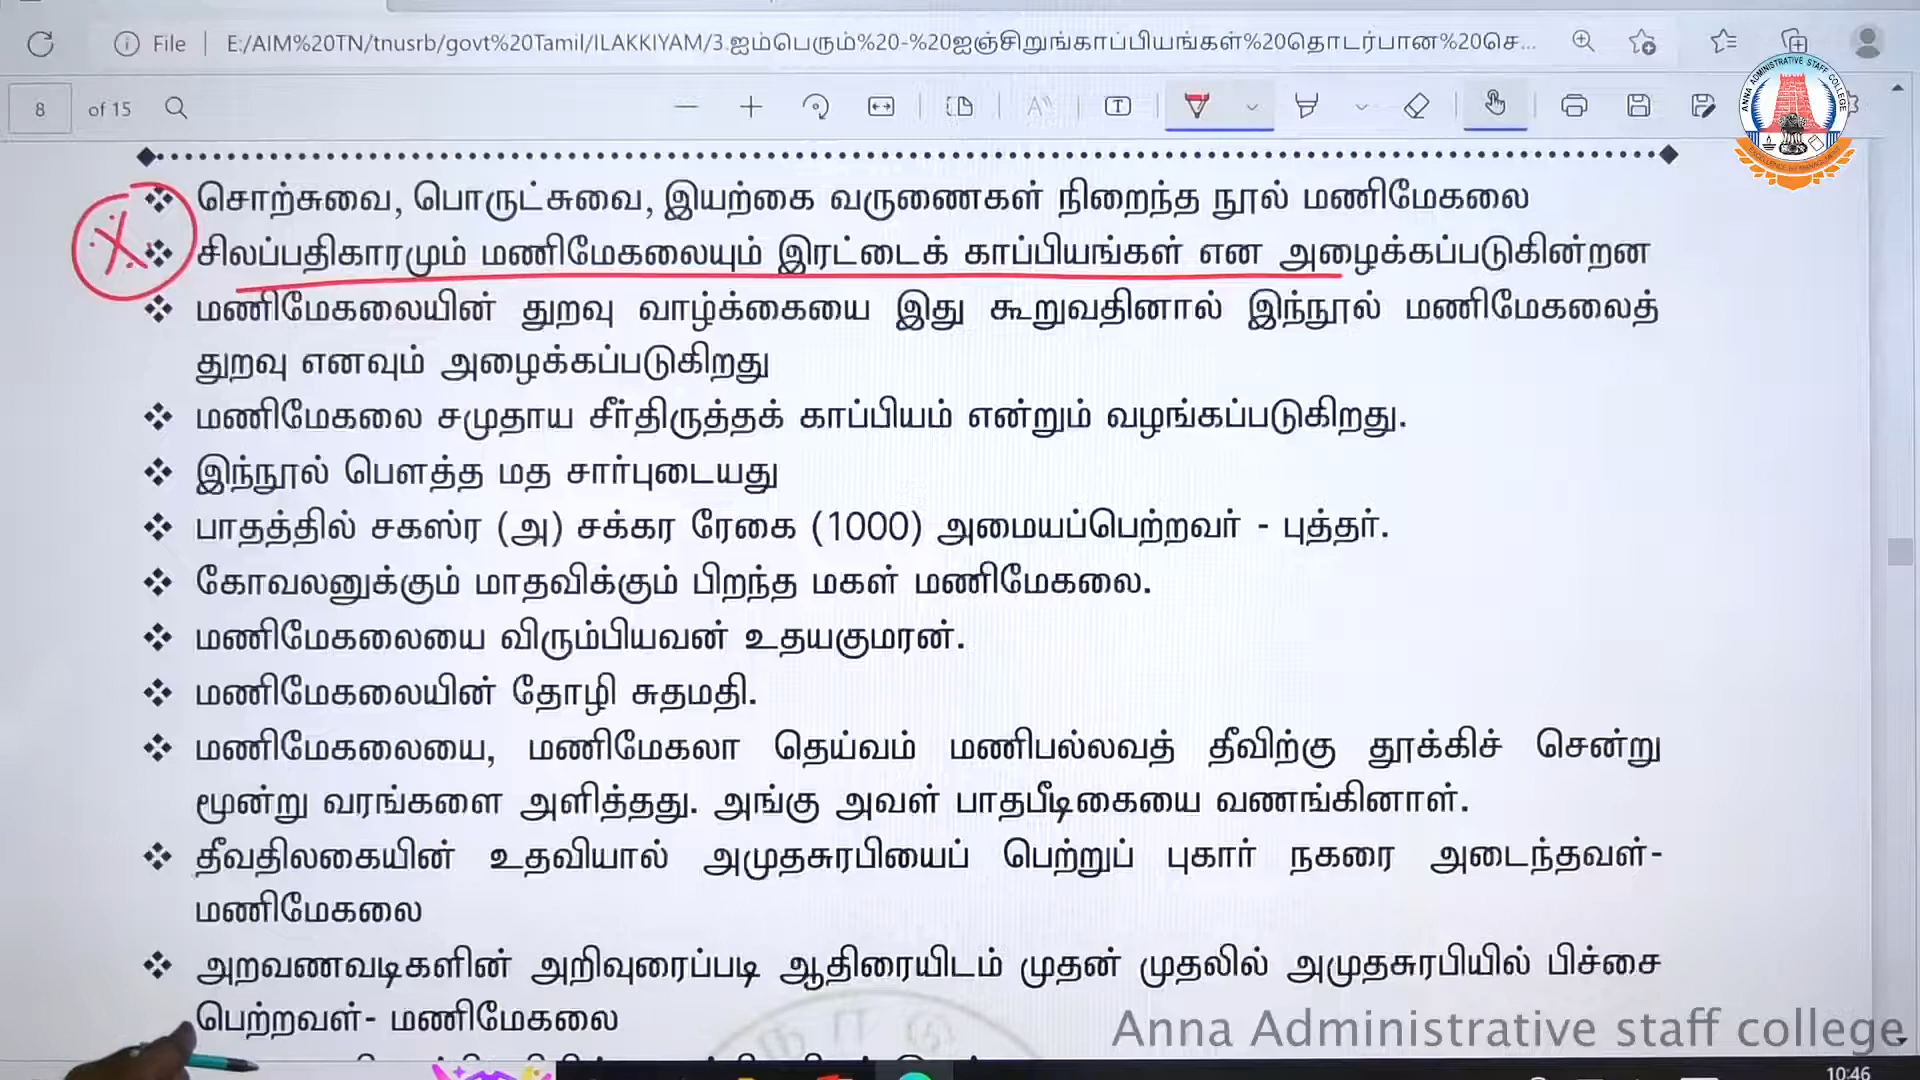 File
E:/AIM%20TN/tnusrb/govt%20Tamil/ILAKKIYAM/3.ஐம்பெரும்%20-%20ஐஞ்சிறுங்காப்பியங்கள்%20தொடர்பான%20செ...
8 of 15
ANNA ADMINISTRATIVE STAFF COLLEGE
சொற்சுவை, பொருட்சுவை, இயற்கை வருணைகள் நிறைந்த நூல் மணிமேகலை
சிலப்பதிகாரமும் மணிமேகலையும் இரட்டைக் காப்பியங்கள் என அழைக்கப்படுகின்றன
மணிமேகலையின் துறவு வாழ்க்கையை இது கூறுவதினால் இந்நூல் மணிமேகலைத்
துறவு எனவும் அழைக்கப்படுகிறது
மணிமேகலை சமுதாய சீர்திருத்தக் காப்பியம் என்றும் வழங்கப்படுகிறது.
இந்நூல் பௌத்த மத சார்புடையது
பாதத்தில் சகஸ்ர (அ) சக்கர ரேகை (1000) அமையப்பெற்றவர் - புத்தர்.
கோவலனுக்கும் மாதவிக்கும் பிறந்த மகள் மணிமேகலை.
மணிமேகலையை விரும்பியவன் உதயகுமரன்.
மணிமேகலையின் தோழி சுதமதி.
மணிமேகலையை, மணிமேகலா தெய்வம் மணிபல்லவத் தீவிற்கு தூக்கிச் சென்று
மூன்று வரங்களை அளித்தது. அங்கு அவள் பாதபீடிகையை வணங்கினாள்.
தீவதிலகையின் உதவியால் அமுதசுரபியைப் பெற்றுப் புகார் நகரை அடைந்தவள்-
மணிமேகலை
அறவணவடிகளின் அறிவுரைப்படி ஆதிரையிடம் முதன் முதலில் அமுதசுரபியில் பிச்சை
பெற்றவள்- மணிமேகலை
Anna Administrative staff college
10:46